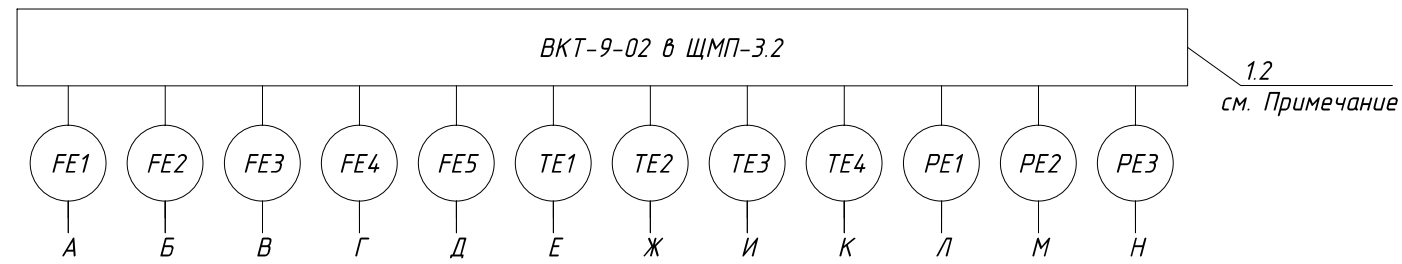 ВКТ-9-02 в ЩМП-3.2
1.2
см. Примечание
FE1 FE2 FE3 FE4 FE5 TE1 TE2 TE3 TE4 PE1 PE2 PE3
А Б В Г Д Е Ж И К Л М Н